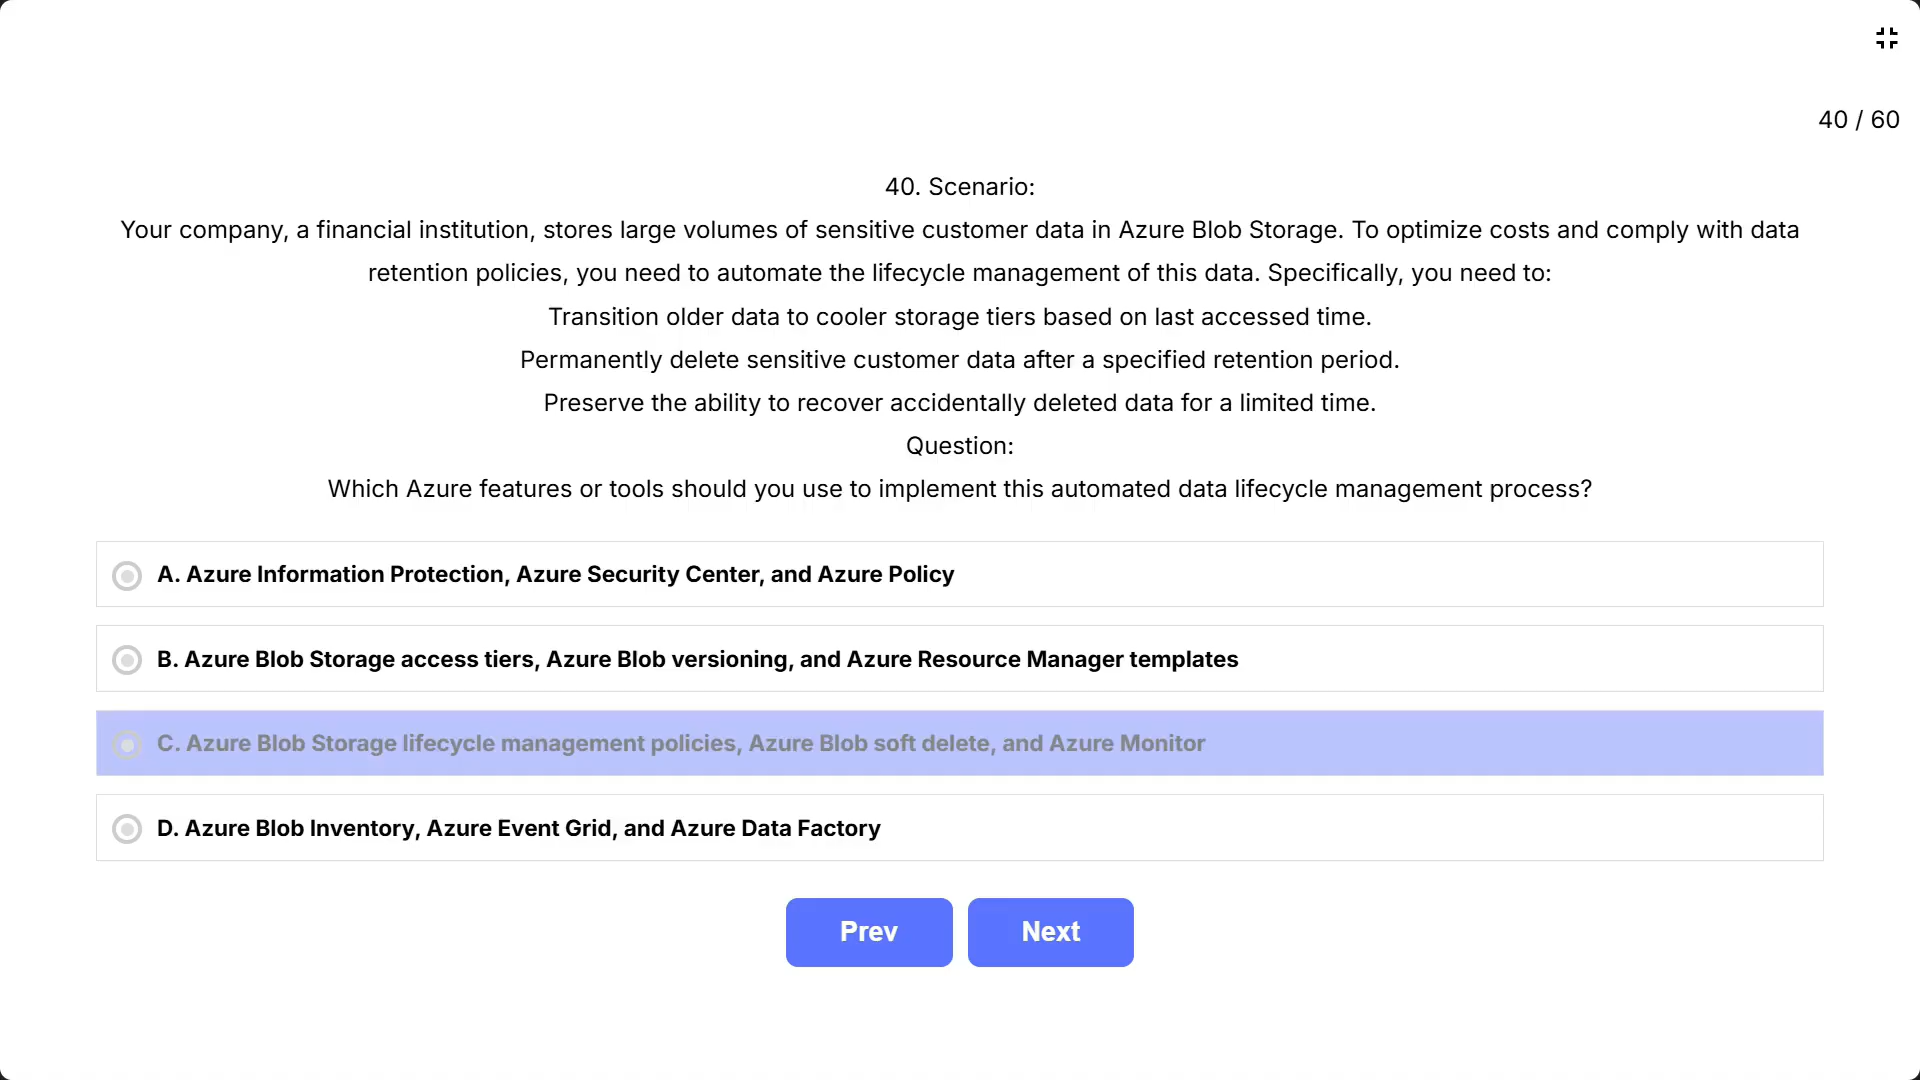 40 / 60
40. Scenario:
Your company, a financial institution, stores large volumes of sensitive customer data in Azure Blob Storage. To optimize costs and comply with data
retention policies, you need to automate the lifecycle management of this data. Specifically, you need to:
Transition older data to cooler storage tiers based on last accessed time.
Permanently delete sensitive customer data after a specified retention period.
Preserve the ability to recover accidentally deleted data for a limited time.
Question:
Which Azure features or tools should you use to implement this automated data lifecycle management process?
A. Azure Information Protection, Azure Security Center, and Azure Policy
B. Azure Blob Storage access tiers, Azure Blob versioning, and Azure Resource Manager templates
C. Azure Blob Storage lifecycle management policies, Azure Blob soft delete, and Azure Monitor
D. Azure Blob Inventory, Azure Event Grid, and Azure Data Factory
Prev
Next